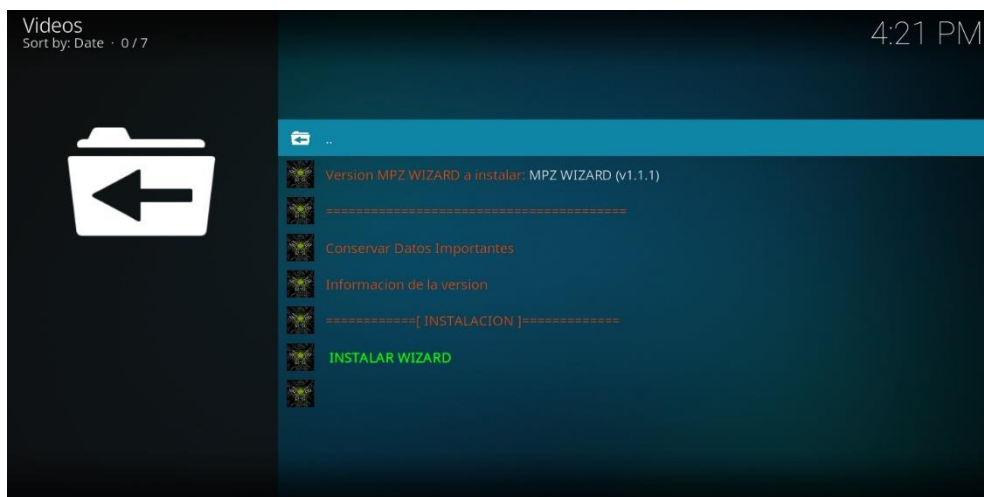 Videos
4:21 PM
Sort by: Date · 0 / 7
..
Version MPZ WIZARD a instalar: MPZ WIZARD (v1.1.1)
=======================================
Conservar Datos Importantes
Informacion de la version
============[ INSTALACION ]=============
INSTALAR WIZARD